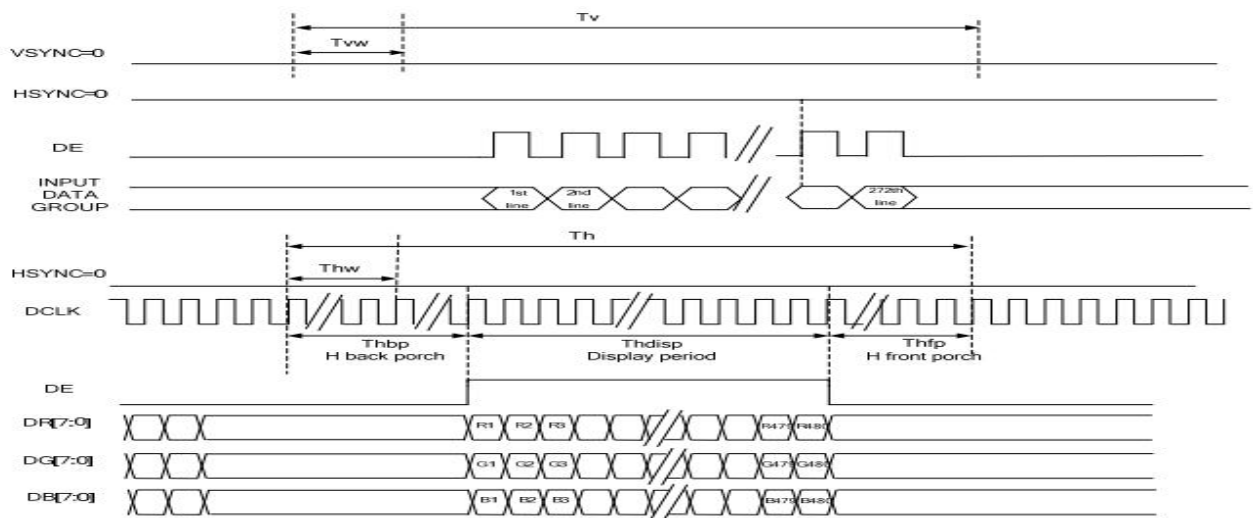 Tv
Tvw
VSYNC=0
HSYNC=0
DE
INPUT
DATA
GROUP
1st
line
2nd
line
272th
line
Th
HSYNC=0
Thw
DCLK
Thbp
H back porch
Thdisp
Display period
Thfp
H front porch
DE
DR[7:0]
R1
R2
R3
R479
R480
DG[7:0]
G1
G2
G3
G479
G480
DB[7:0]
B1
B2
B3
B479
B480